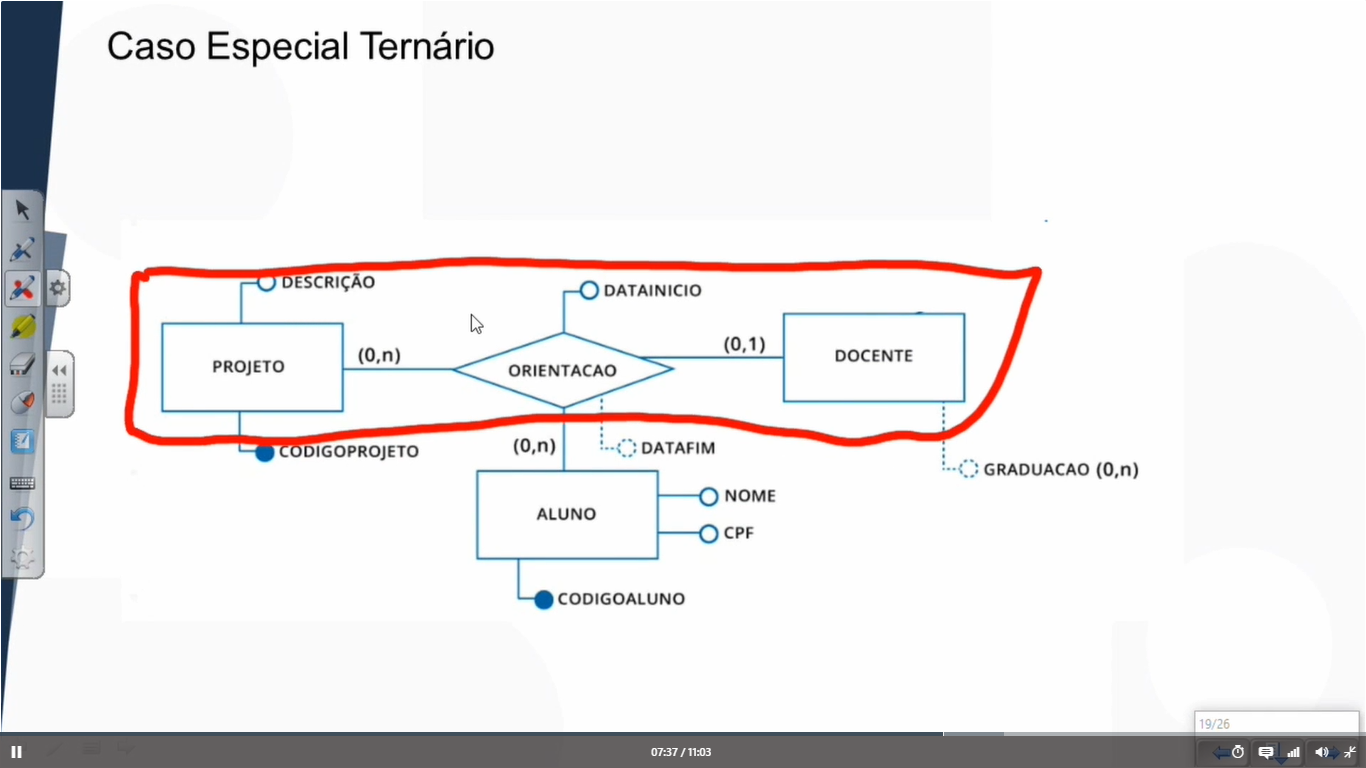 Caso Especial Ternário
DESCRIÇÃO
DATAINICIO
PROJETO
(0,n)
ORIENTACAO
(0,1)
DOCENTE
CODIGOPROJETO
(0,n)
DATAFIM
GRADUACAO (0,n)
ALUNO
NOME
CPF
CODIGOALUNO
19/26
07:37 / 11:03